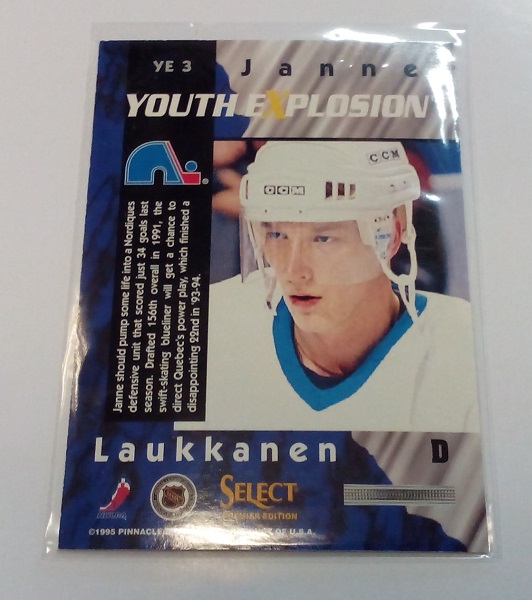 YE 3
Janne
YOUTH EXPLOSION
CCM
CCM
Janne should pump some life into a Nordiques
defensive unit that scored just 34 goals last
season. Drafted 156th overall in 1991, the
swift-skating blueliner will get a chance to
direct Quebec's power play, which finished a
disappointing 22nd in '93-94.
Laukkanen
D
SELECT
EDITION
©1995 PINNACLE
OF U.S.A.